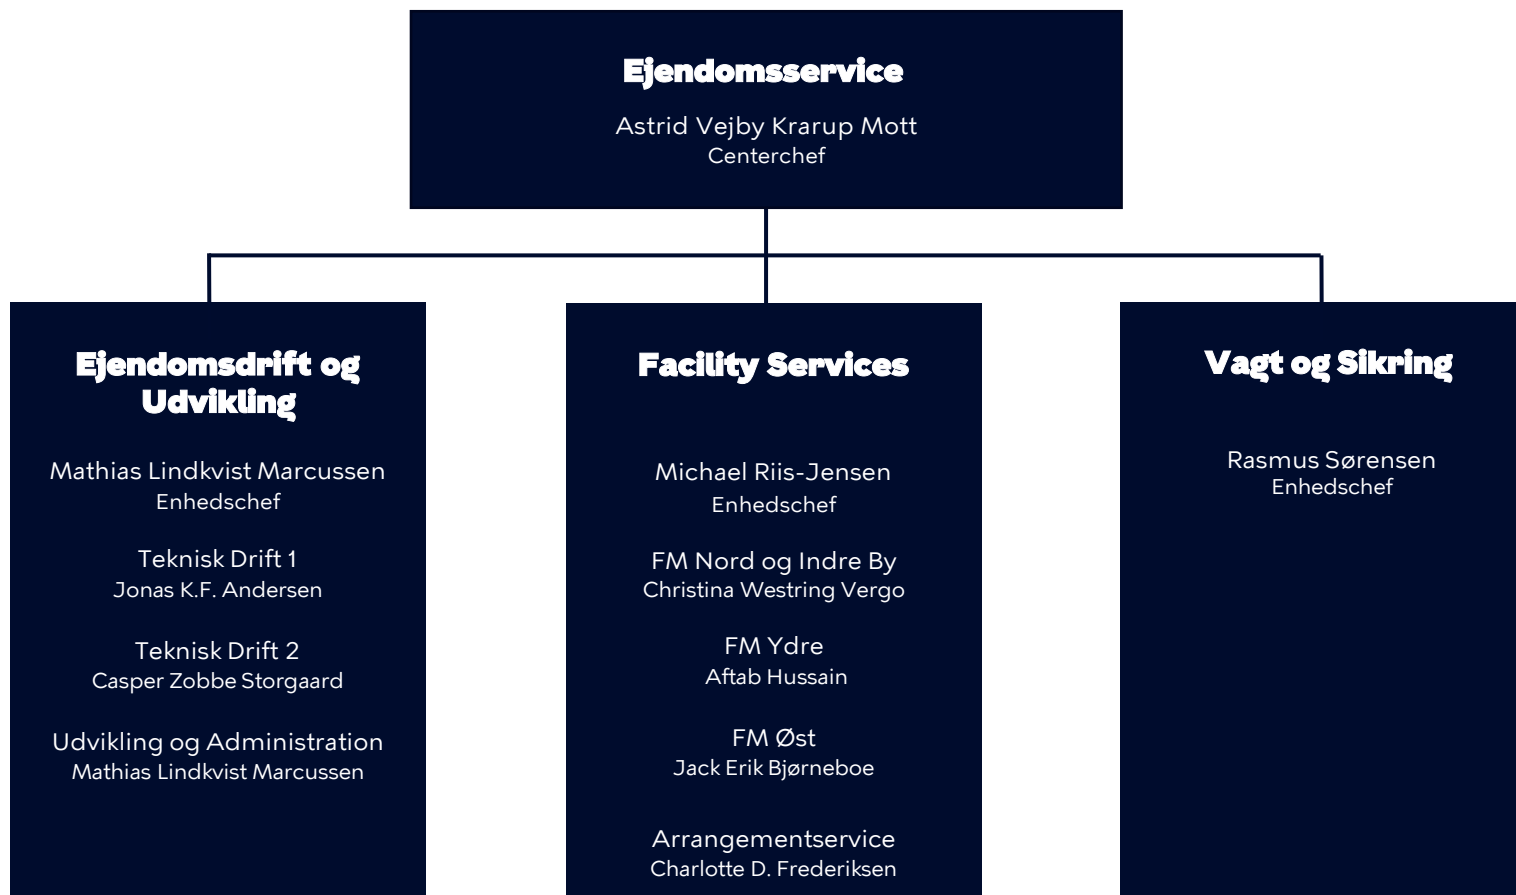 Ejendomsservice
Astrid Vejby Krarup Mott
Centerchef
Ejendomsdrift og
Udvikling
Mathias Lindkvist Marcussen
Enhedschef
Teknisk Drift 1
Jonas K.F. Andersen
Teknisk Drift 2
Casper Zobbe Storgaard
Udvikling og Administration
Mathias Lindkvist Marcussen
Facility Services
Michael Riis-Jensen
Enhedschef
FM Nord og Indre By
Christina Westring Vergo
FM Ydre
Aftab Hussain
FM Øst
Jack Erik Bjørneboe
Arrangementservice
Charlotte D. Frederiksen
Vagt og Sikring
Rasmus Sørensen
Enhedschef